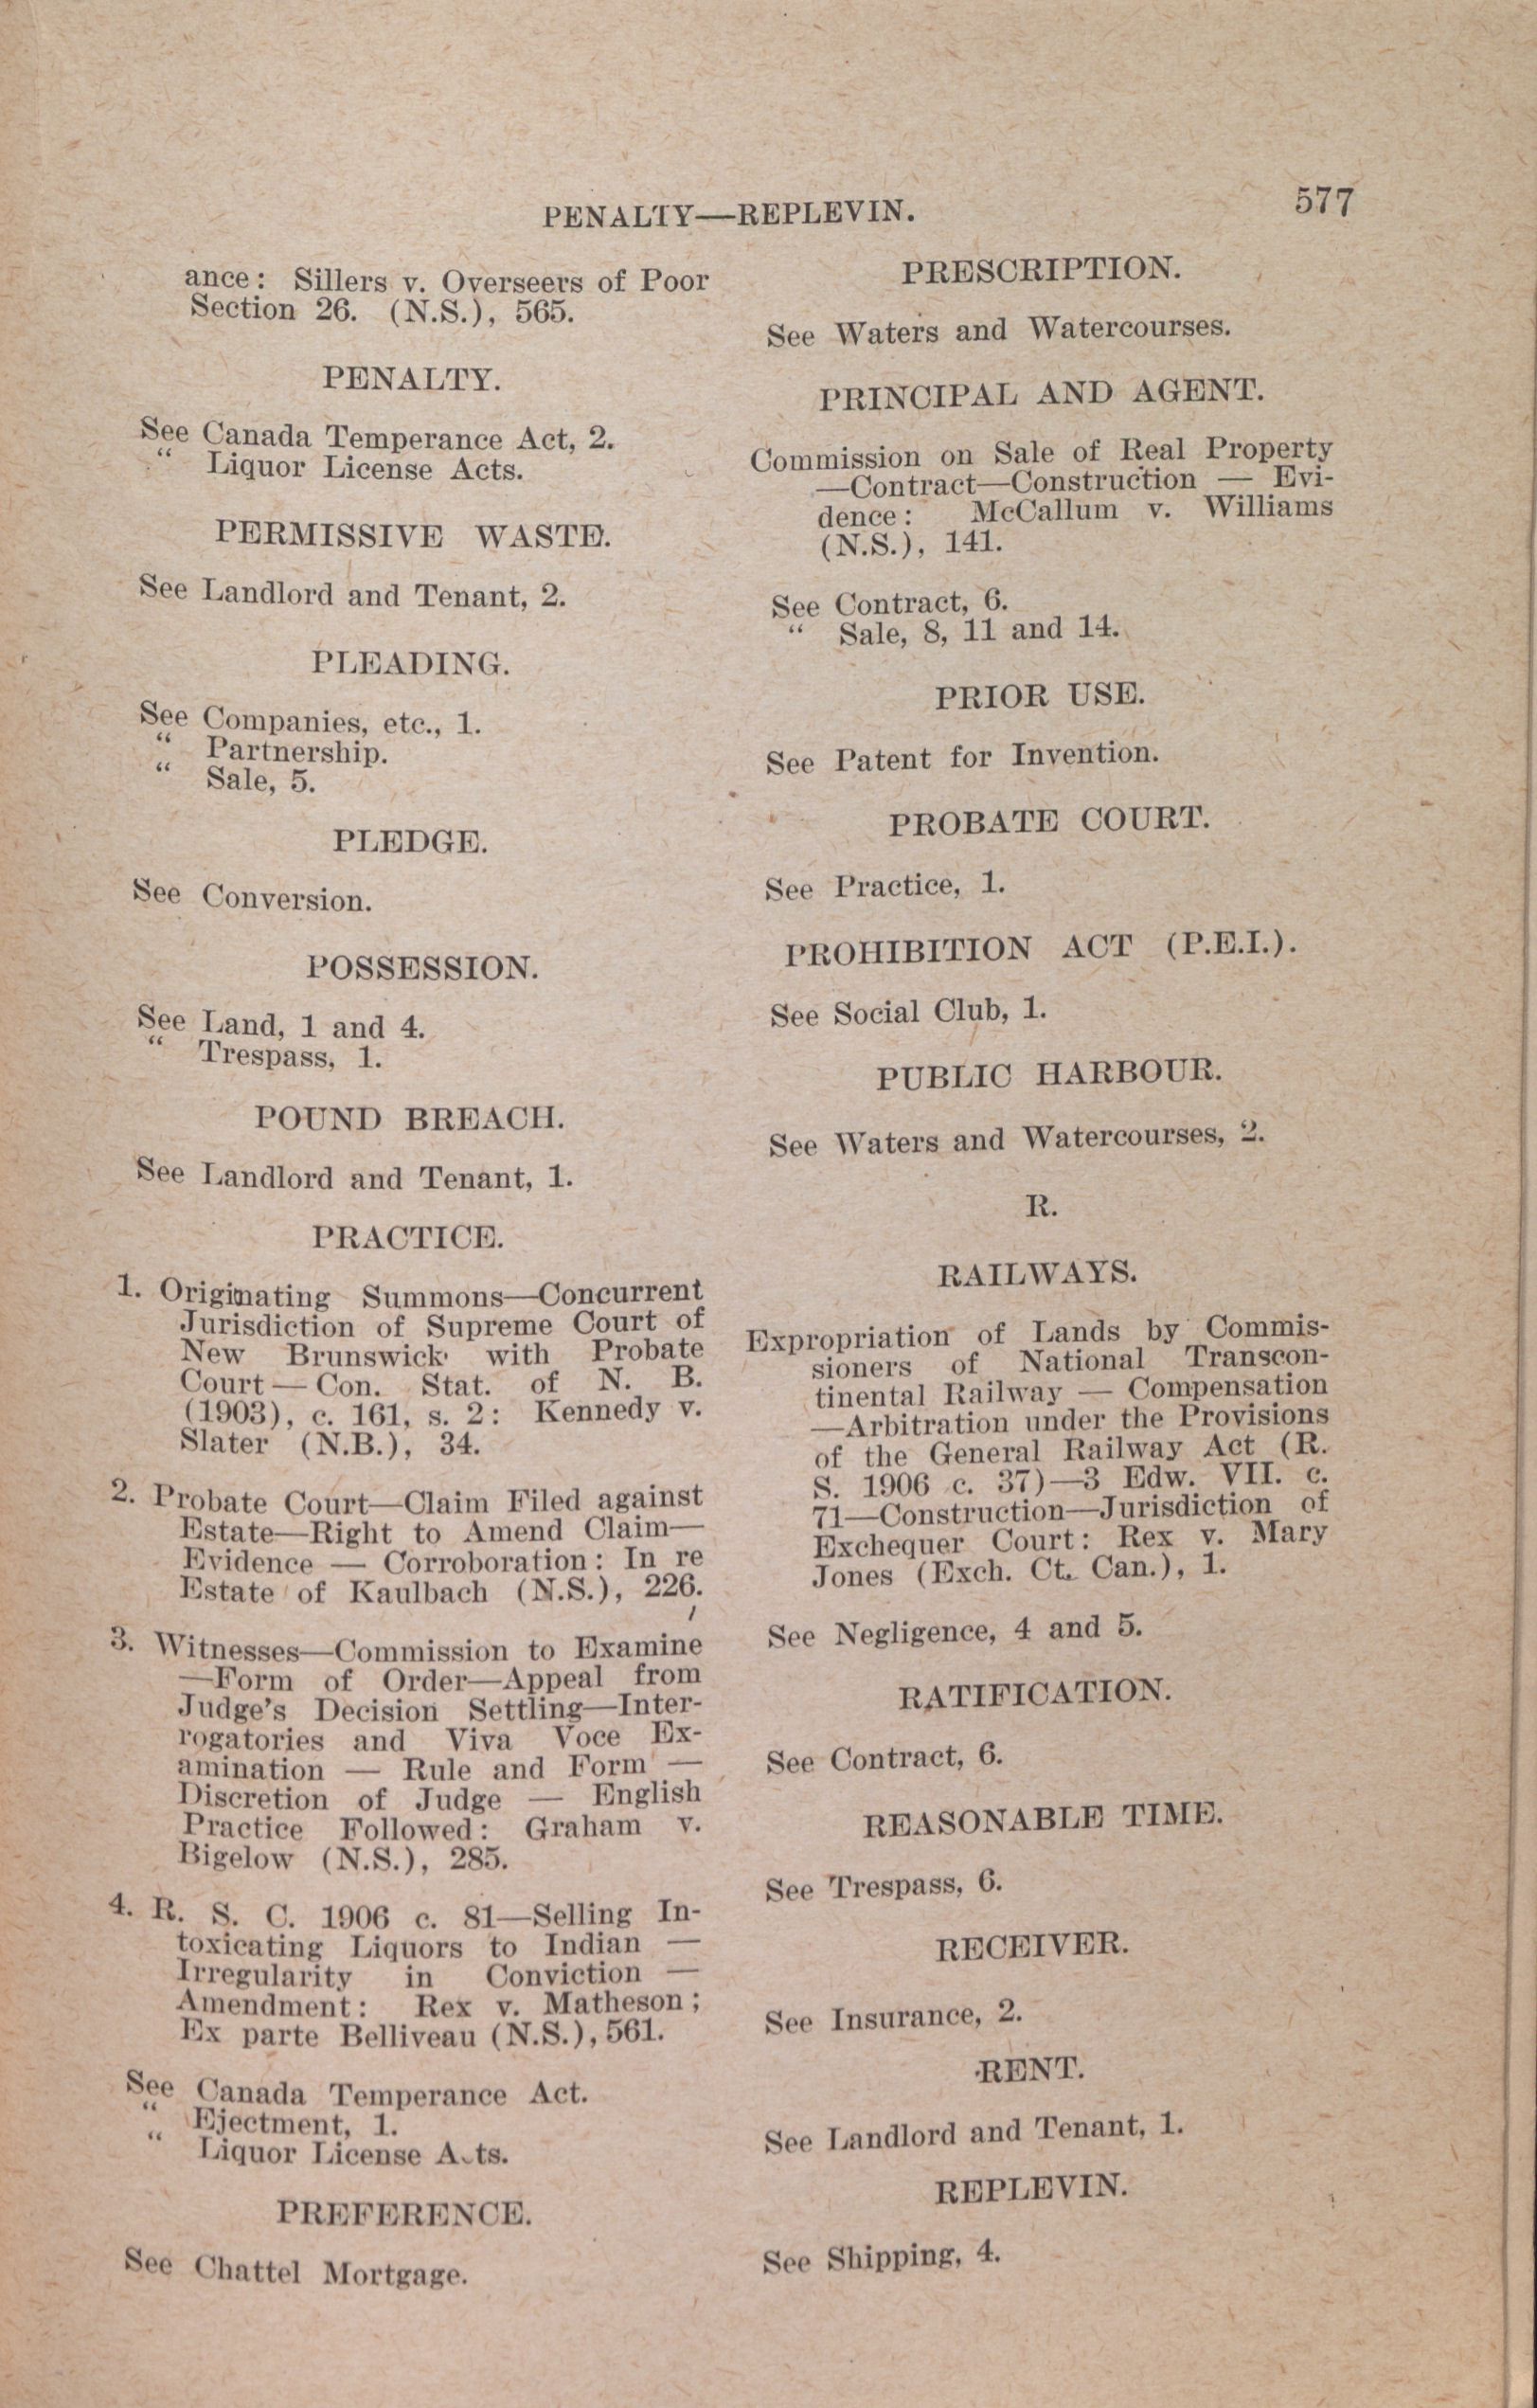 PENALTY—REPLEVIN.
577
ance: Sillers v. Overseers of Poor
Section 26. (N.S.), 565.
PENALTY.
See Canada Temperance Act, 2.
“ Liquor License Acts.
PERMISSIVE WASTE.
See Landlord and Tenant, 2.
PLEADING.
See Companies, etc., 1.
“ Partnership.
“ Sale, 5.
PLEDGE.
See Conversion.
POSSESSION.
See Land, 1 and 4.
“ Trespass, 1.
POUND BREACH.
See Landlord and Tenant, 1.
PRACTICE.
1. Originating Summons—Concurrent
Jurisdiction of Supreme Court of
New Brunswick with Probate
Court — Con. Stat. of N. B.
(1903), c. 161, s. 2: Kennedy v.
Slater (N.B.), 34.
2. Probate Court—Claim Filed against
Estate—Right to Amend Claim—
Evidence — Corroboration: In re
Estate of Kaulbach (N.S.), 226.
3. Witnesses—Commission to Examine
—Form of Order—Appeal from
Judge's Decision Settling—Inter-
rogatories and Viva Voce Ex-
amination — Rule and Form —
Discretion of Judge — English
Practice Followed: Graham v.
Bigelow (N.S.), 285.
4. R. S. C. 1906 c. 81—Selling In-
toxicating Liquors to Indian —
Irregularity in Conviction —
Amendment: Rex v. Matheson;
Ex parte Belliveau (N.S.), 561.
See Canada Temperance Act.
“ Ejectment, 1.
“ Liquor License Acts.
PREFERENCE.
See Chattel Mortgage.
PRESCRIPTION.
See Waters and Watercourses.
PRINCIPAL AND AGENT.
Commission on Sale of Real Property
—Contract—Construction — Evi-
dence: McCallum v. Williams
(N.S.), 141.
See Contract, 6.
“ Sale, 8, 11 and 14.
PRIOR USE.
See Patent for Invention.
PROBATE COURT.
See Practice, 1.
PROHIBITION ACT (P.E.I.).
See Social Club, 1.
PUBLIC HARBOUR.
See Waters and Watercourses, 2.
R.
RAILWAYS.
Expropriation of Lands by Commis-
sioners of National Transcon-
tinental Railway — Compensation
—Arbitration under the Provisions
of the General Railway Act (R.
S. 1906 c. 37)—3 Edw. VII. c.
71—Construction—Jurisdiction of
Exchequer Court: Rex v. Mary
Jones (Exch. Ct. Can.), 1.
See Negligence, 4 and 5.
RATIFICATION.
See Contract, 6.
REASONABLE TIME.
See Trespass, 6.
RECEIVER.
See Insurance, 2.
RENT.
See Landlord and Tenant, 1.
REPLEVIN.
See Shipping, 4.